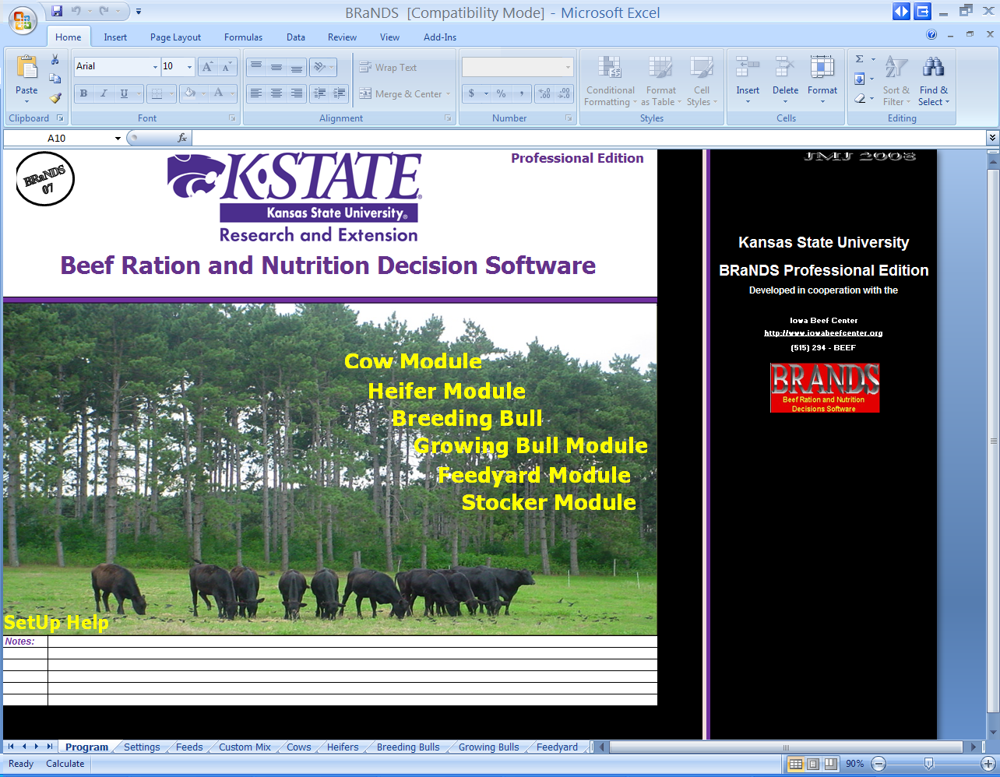 BRaNDS [Compatibility Mode] - Microsoft Excel
Home Insert Page Layout Formulas Data Review View Add-Ins
Paste
Clipboard
Arial 10
B I U A
Font
Wrap Text
Merge & Center
Alignment
$ % ,
Number
Conditional Formatting
Format as Table
Cell Styles
Styles
Insert Delete Format
Cells
Σ
Sort & Filter
Find & Select
Editing
A10 fx
BRaNDS
07
K·STATE
Kansas State University
Research and Extension
Professional Edition
Beef Ration and Nutrition Decision Software
Cow Module
Heifer Module
Breeding Bull
Growing Bull Module
Feedyard Module
Stocker Module
SetUp Help
Notes:
JMJ 2008
Kansas State University
BRaNDS Professional Edition
Developed in cooperation with the
Iowa Beef Center
http://www.iowabeefcenter.org
(515) 294 - BEEF
BRANDS
Beef Ration and Nutrition
Decisions Software
Program Settings Feeds Custom Mix Cows Heifers Breeding Bulls Growing Bulls Feedyard
Ready Calculate 90%